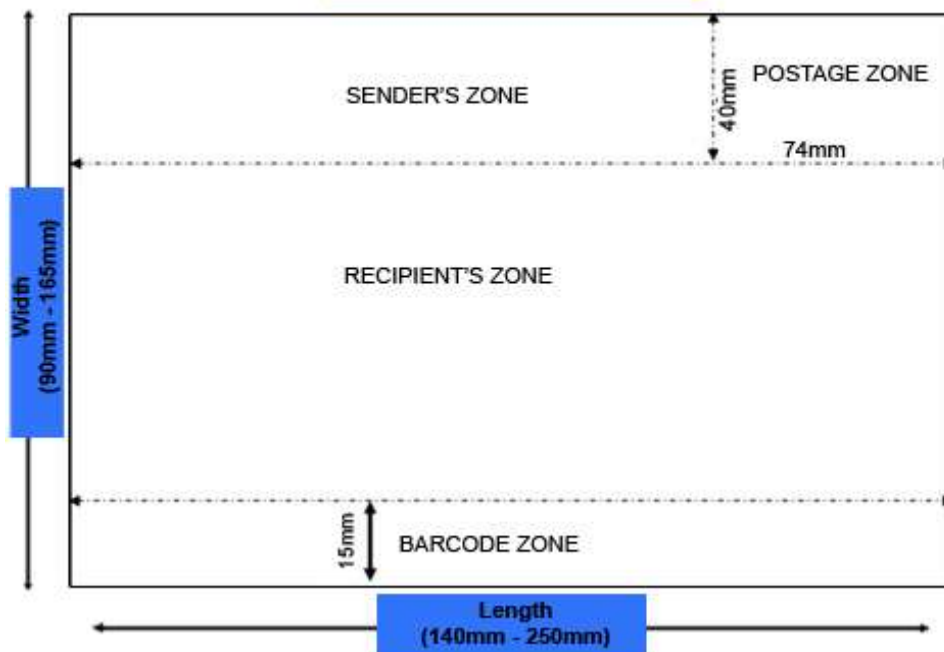 POSTAGE ZONE
SENDER'S ZONE
40mm
74mm
Width
(90mm - 165mm)
RECIPIENT'S ZONE
15mm
BARCODE ZONE
Length
(140mm - 250mm)